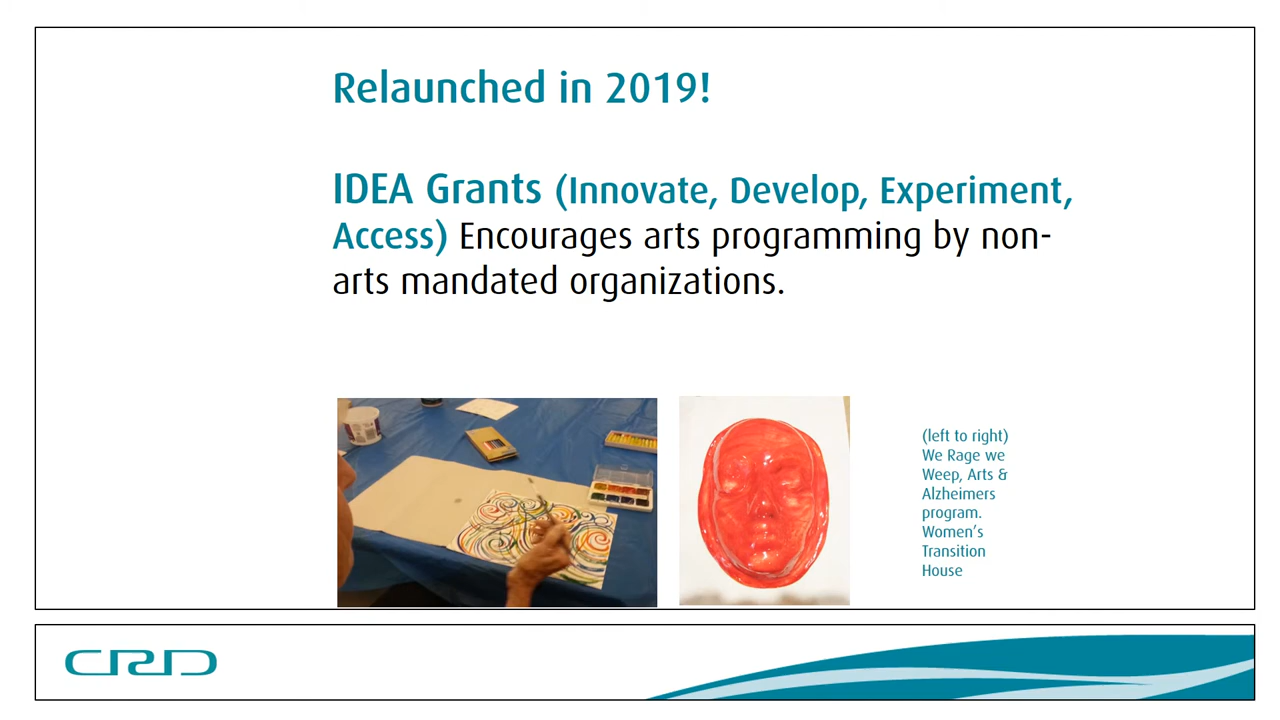 Relaunched in 2019!
IDEA Grants (Innovate, Develop, Experiment,
Access) Encourages arts programming by non-
arts mandated organizations.
(left to right)
We Rage we
Weep, Arts &
Alzheimers
program.
Women's
Transition
House
CRD